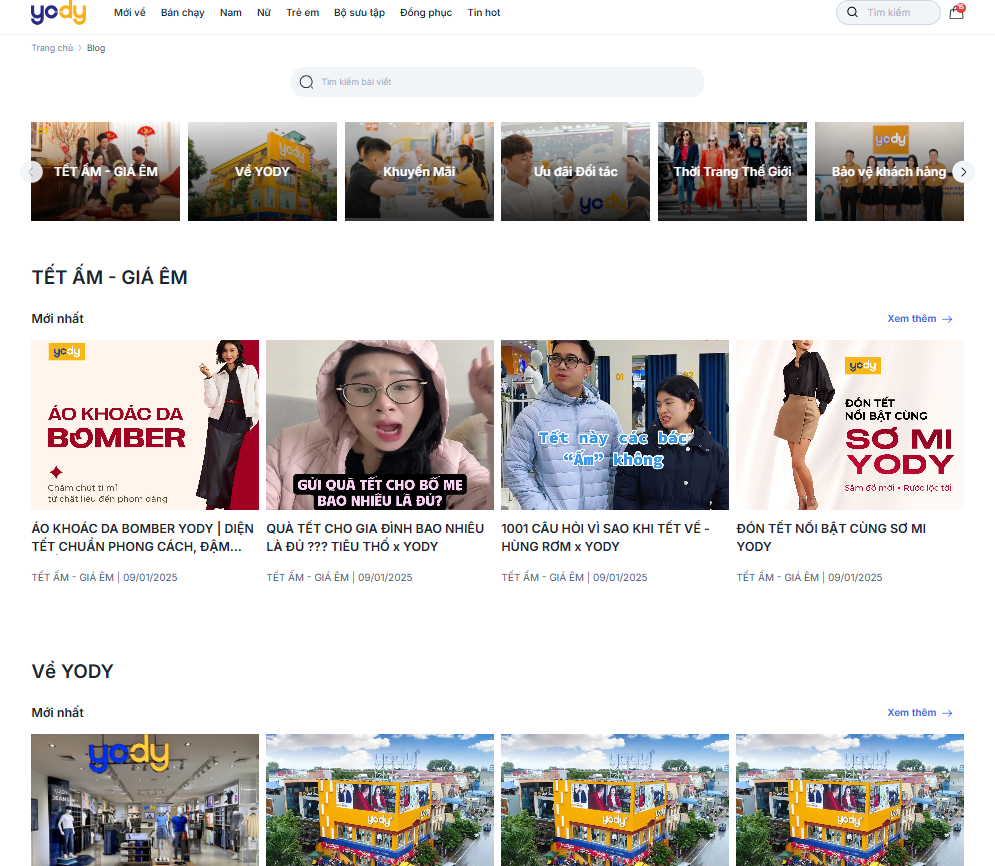 yody
Mới về
Bán chạy
Nam
Nữ
Trẻ em
Bộ sưu tập
Đồng phục
Tin hot
Tìm kiếm
Trang chủ > Blog
Tìm kiếm bài viết
TẾT ẤM - GIÁ ÊM
Về YODY
yody
Khuyến Mãi
Ưu đãi Đối tác
yody
Thời Trang Thế Giới
yody
Bảo vệ khách hàng
TẾT ẤM - GIÁ ÊM
Mới nhất
Xem thêm →
yody
ÁO KHOÁC DA
BOMBER
Chăm chút tỉ mỉ
từ chất liệu đến phom dáng
GỬI QUÀ TẾT CHO BỐ MẸ
BAO NHIÊU LÀ ĐỦ?
01
02
Tết này các bác
“Ấm” không
yody
ĐÓN TẾT
NỔI BẬT CÙNG
SƠ MI
YODY
Sắm đồ mới • Rước lộc tới
ÁO KHOÁC DA BOMBER YODY | DIỆN
TẾT CHUẨN PHONG CÁCH, ĐẬM...
QUÀ TẾT CHO GIA ĐÌNH BAO NHIÊU
LÀ ĐỦ ??? TIÊU THỐ x YODY
1001 CÂU HỎI VÌ SAO KHI TẾT VỀ -
HÙNG RƠM x YODY
ĐÓN TẾT NỔI BẬT CÙNG SƠ MI
YODY
TẾT ẤM - GIÁ ÊM | 09/01/2025
TẾT ẤM - GIÁ ÊM | 09/01/2025
TẾT ẤM - GIÁ ÊM | 09/01/2025
TẾT ẤM - GIÁ ÊM | 09/01/2025
Về YODY
Mới nhất
Xem thêm →
yody
yody
yody
yody
yody
yody
yody